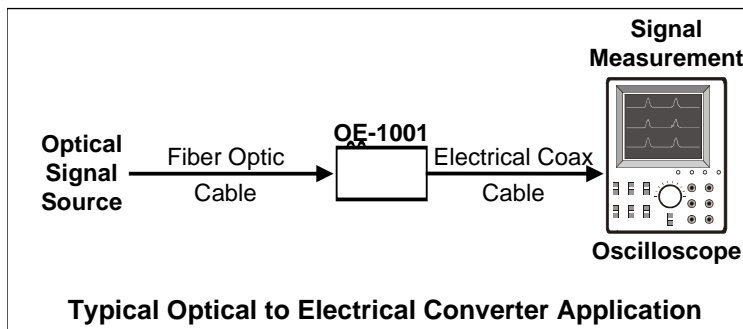 Signal
Measurement
OE-1001
Optical
Signal
Source
Fiber Optic
Cable
Electrical Coax
Cable
Oscilloscope
Typical Optical to Electrical Converter Application